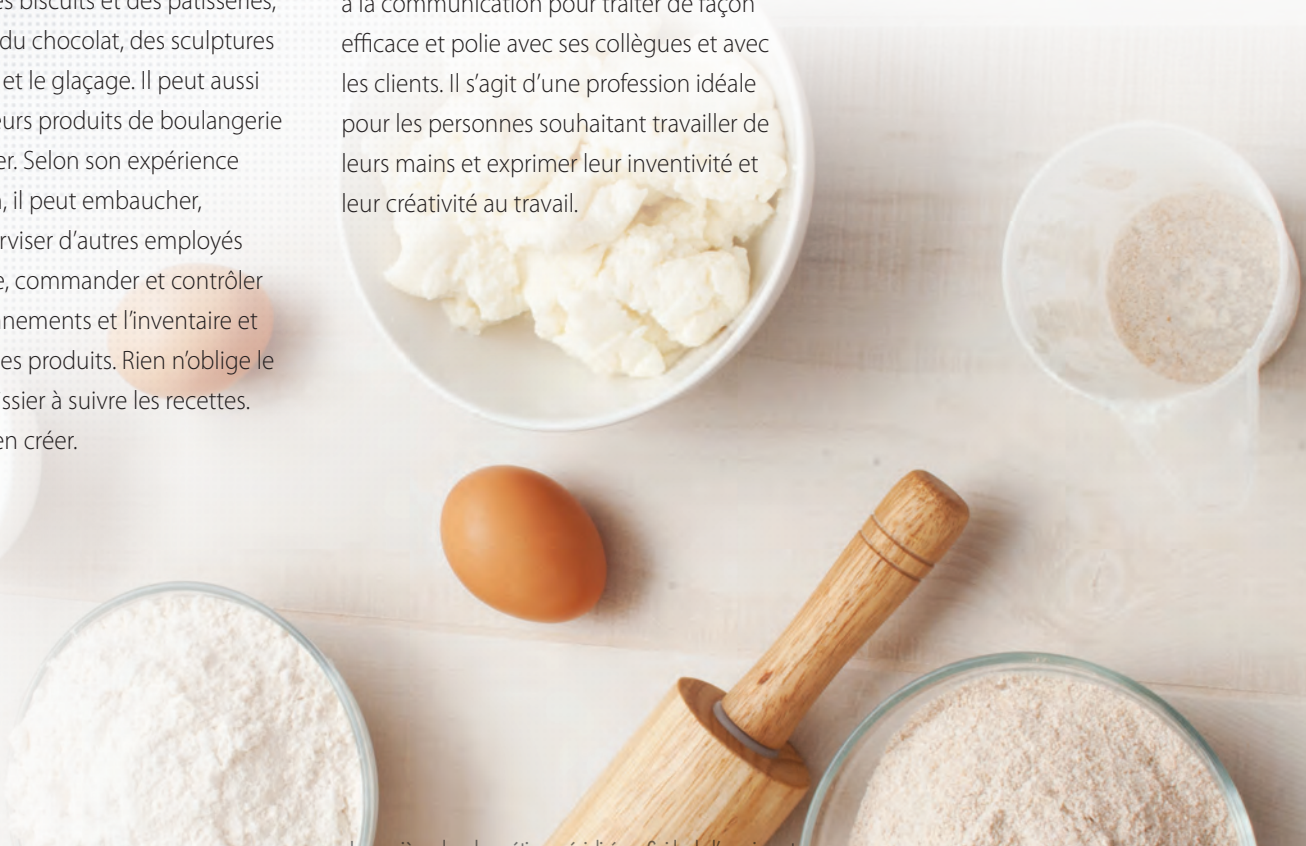 es biscuits et des pâtisseries,
du chocolat, des sculptures
et le glaçage. Il peut aussi
eurs produits de boulangerie
er. Selon son expérience
, il peut embaucher,
rviser d'autres employés
e, commander et contrôler
nnements et l'inventaire et
es produits. Rien n'oblige le
ssier à suivre les recettes.
en créer.
à la communication pour traiter de façon
efficace et polie avec ses collègues et avec
les clients. Il s'agit d'une profession idéale
pour les personnes souhaitant travailler de
leurs mains et exprimer leur inventivité et
leur créativité au travail.